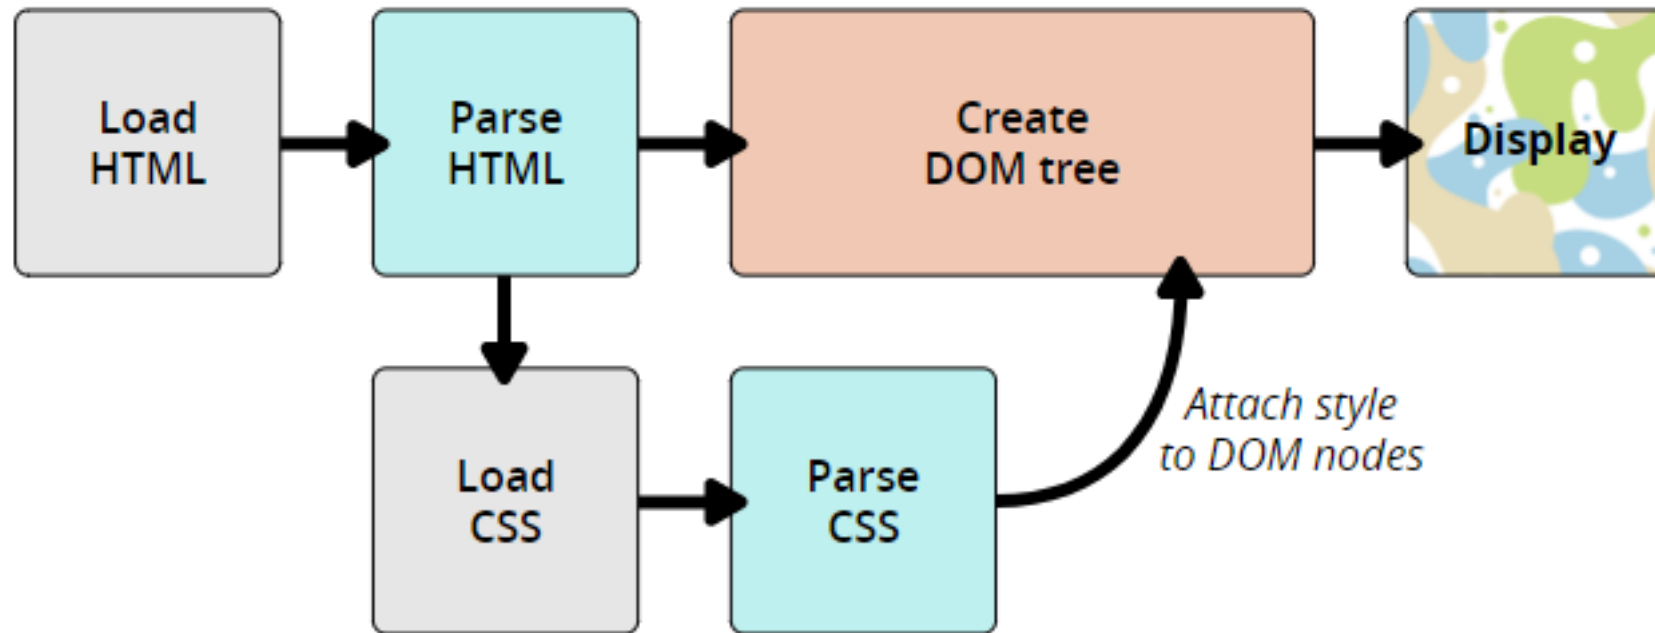 Load
HTML
Parse
HTML
Create
DOM tree
Display
Load
CSS
Parse
CSS
Attach style
to DOM nodes